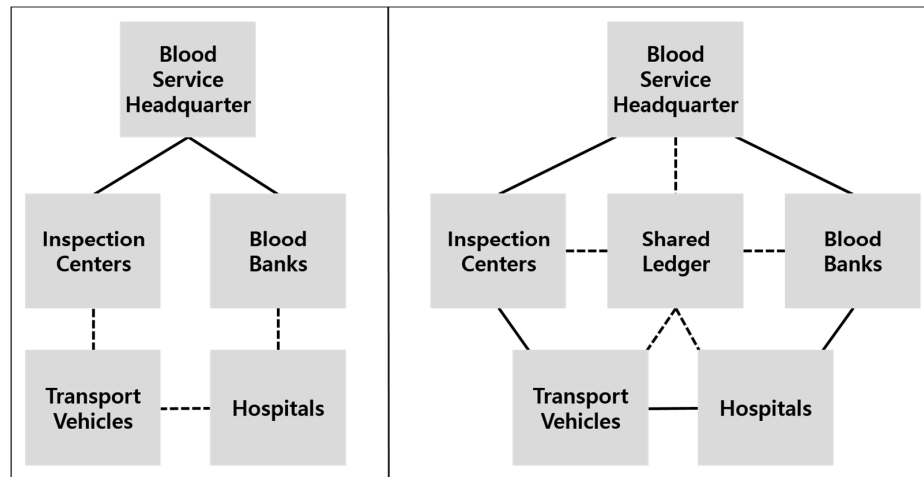 Blood
Service
Headquarter
Inspection
Centers
Blood
Banks
Transport
Vehicles
Hospitals
Blood
Service
Headquarter
Inspection
Centers
Shared
Ledger
Blood
Banks
Transport
Vehicles
Hospitals